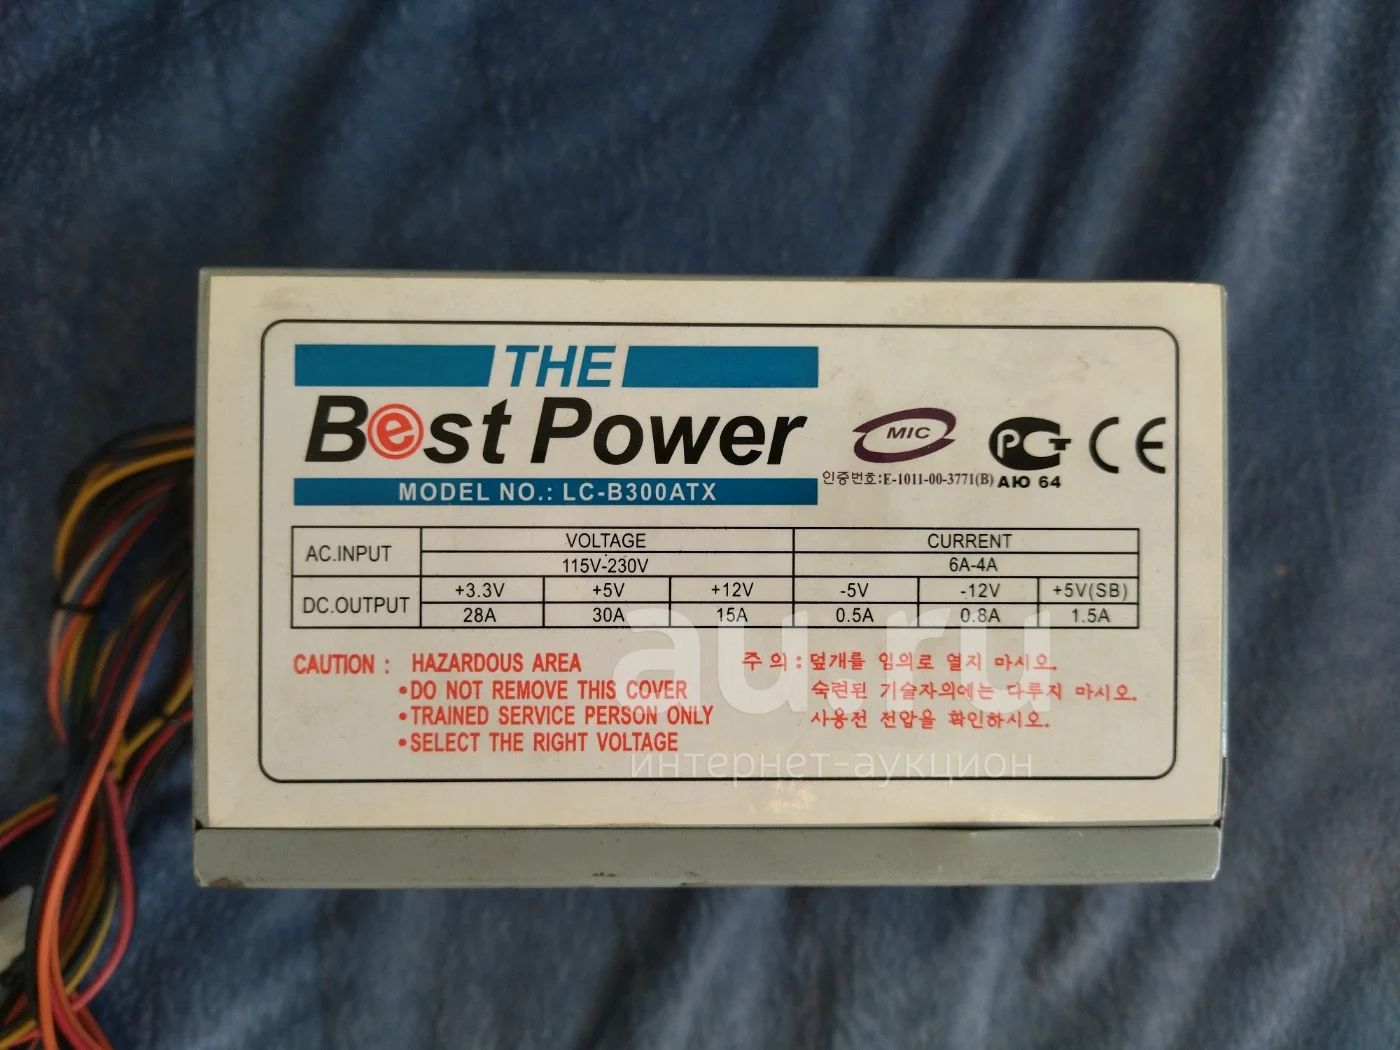 THE
Best Power
MODEL NO.: LC-B300ATX
MIC
인증번호:E-1011-00-3771(B)
РСТ
АЮ 64
CE
AC.INPUT VOLTAGE CURRENT
115V-230V 6A-4A
DC.OUTPUT +3.3V +5V +12V -5V -12V +5V(SB)
28A 30A 15A 0.5A 0.8A 1.5A
CAUTION : HAZARDOUS AREA
•DO NOT REMOVE THIS COVER
•TRAINED SERVICE PERSON ONLY
•SELECT THE RIGHT VOLTAGE
주 의 : 덮개를 임의로 열지 마시오.
숙련된 기술자외에는 다루지 마시오.
사용전 전압을 확인하시오.
au.ru
интернет-аукцион